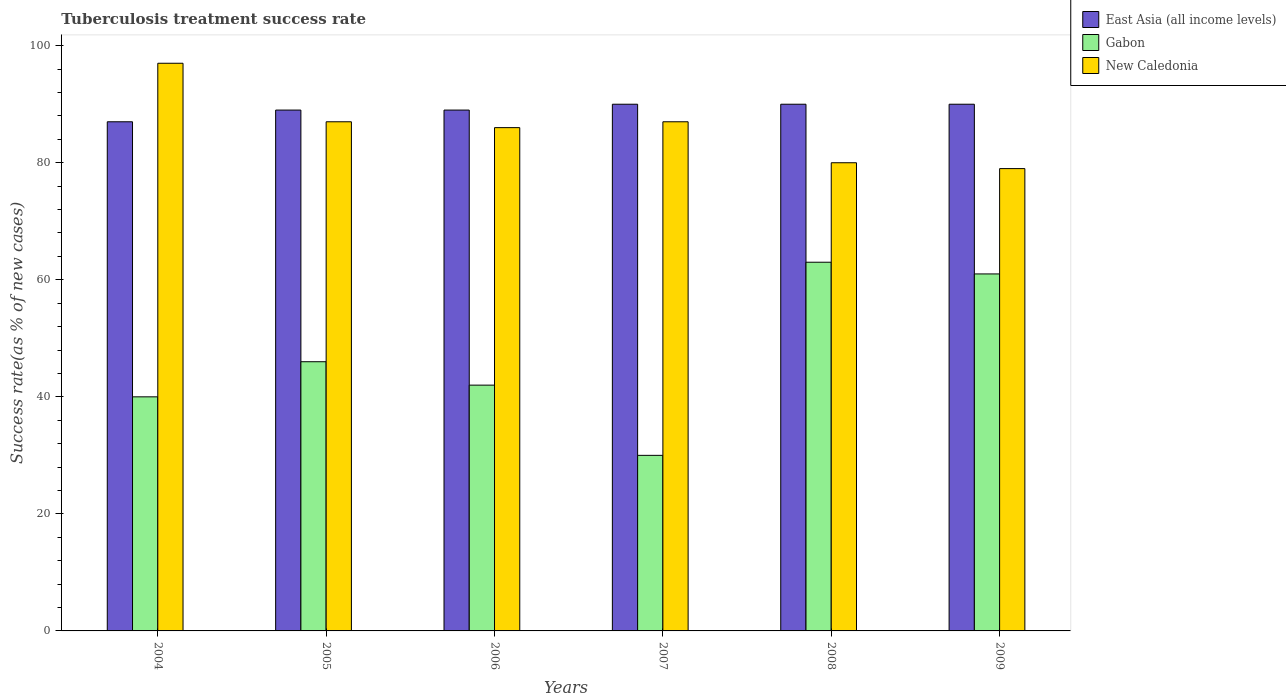 Tuberculosis treatment success rate
East Asia (all income levels)
Gabon
New Caledonia
Success rate(as % of new cases)
100
80
60
40
20
0
2004
2005
2006
2007
2008
2009
Years